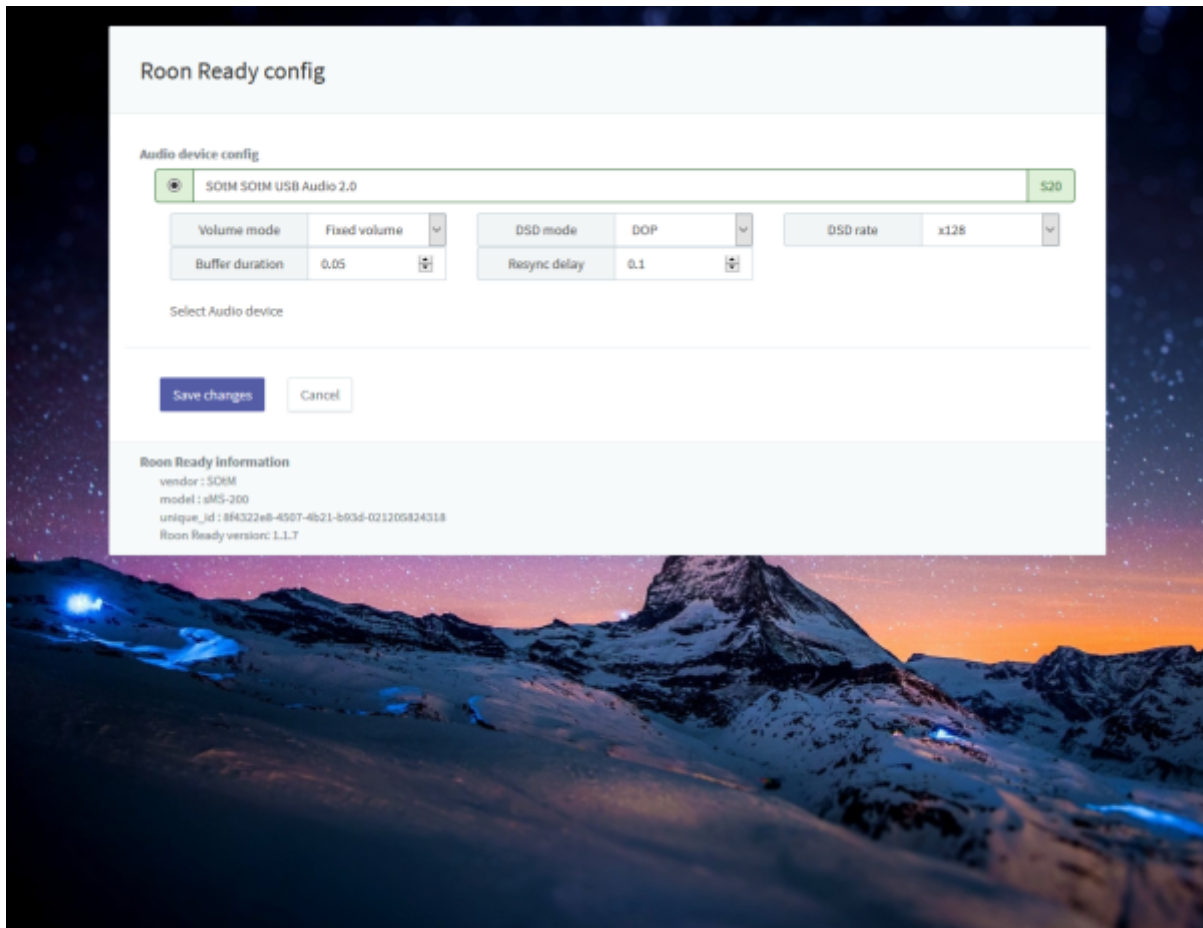 Roon Ready config
Audio device config
SOtM SOtM USB Audio 2.0 S20
Volume mode Fixed volume DSD mode DOP DSD rate x128
Buffer duration 0.05 Resync delay 0.1
Select Audio device
Save changes Cancel
Roon Ready information
vendor : SOtM
model : sMS-200
unique_id : 8f4322e8-4507-4b21-b93d-021205824318
Roon Ready version: 1.1.7